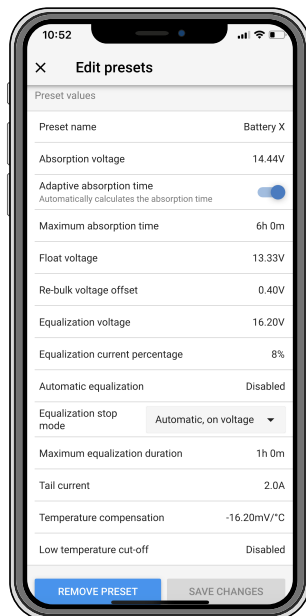 10:52
Edit presets
Preset values
Preset name Battery X
Absorption voltage 14.44V
Adaptive absorption time
Automatically calculates the absorption time
Maximum absorption time 6h 0m
Float voltage 13.33V
Re-bulk voltage offset 0.40V
Equalization voltage 16.20V
Equalization current percentage 8%
Automatic equalization Disabled
Equalization stop
mode Automatic, on voltage
Maximum equalization duration 1h 0m
Tail current 2.0A
Temperature compensation -16.20mV/°C
Low temperature cut-off Disabled
REMOVE PRESET SAVE CHANGES